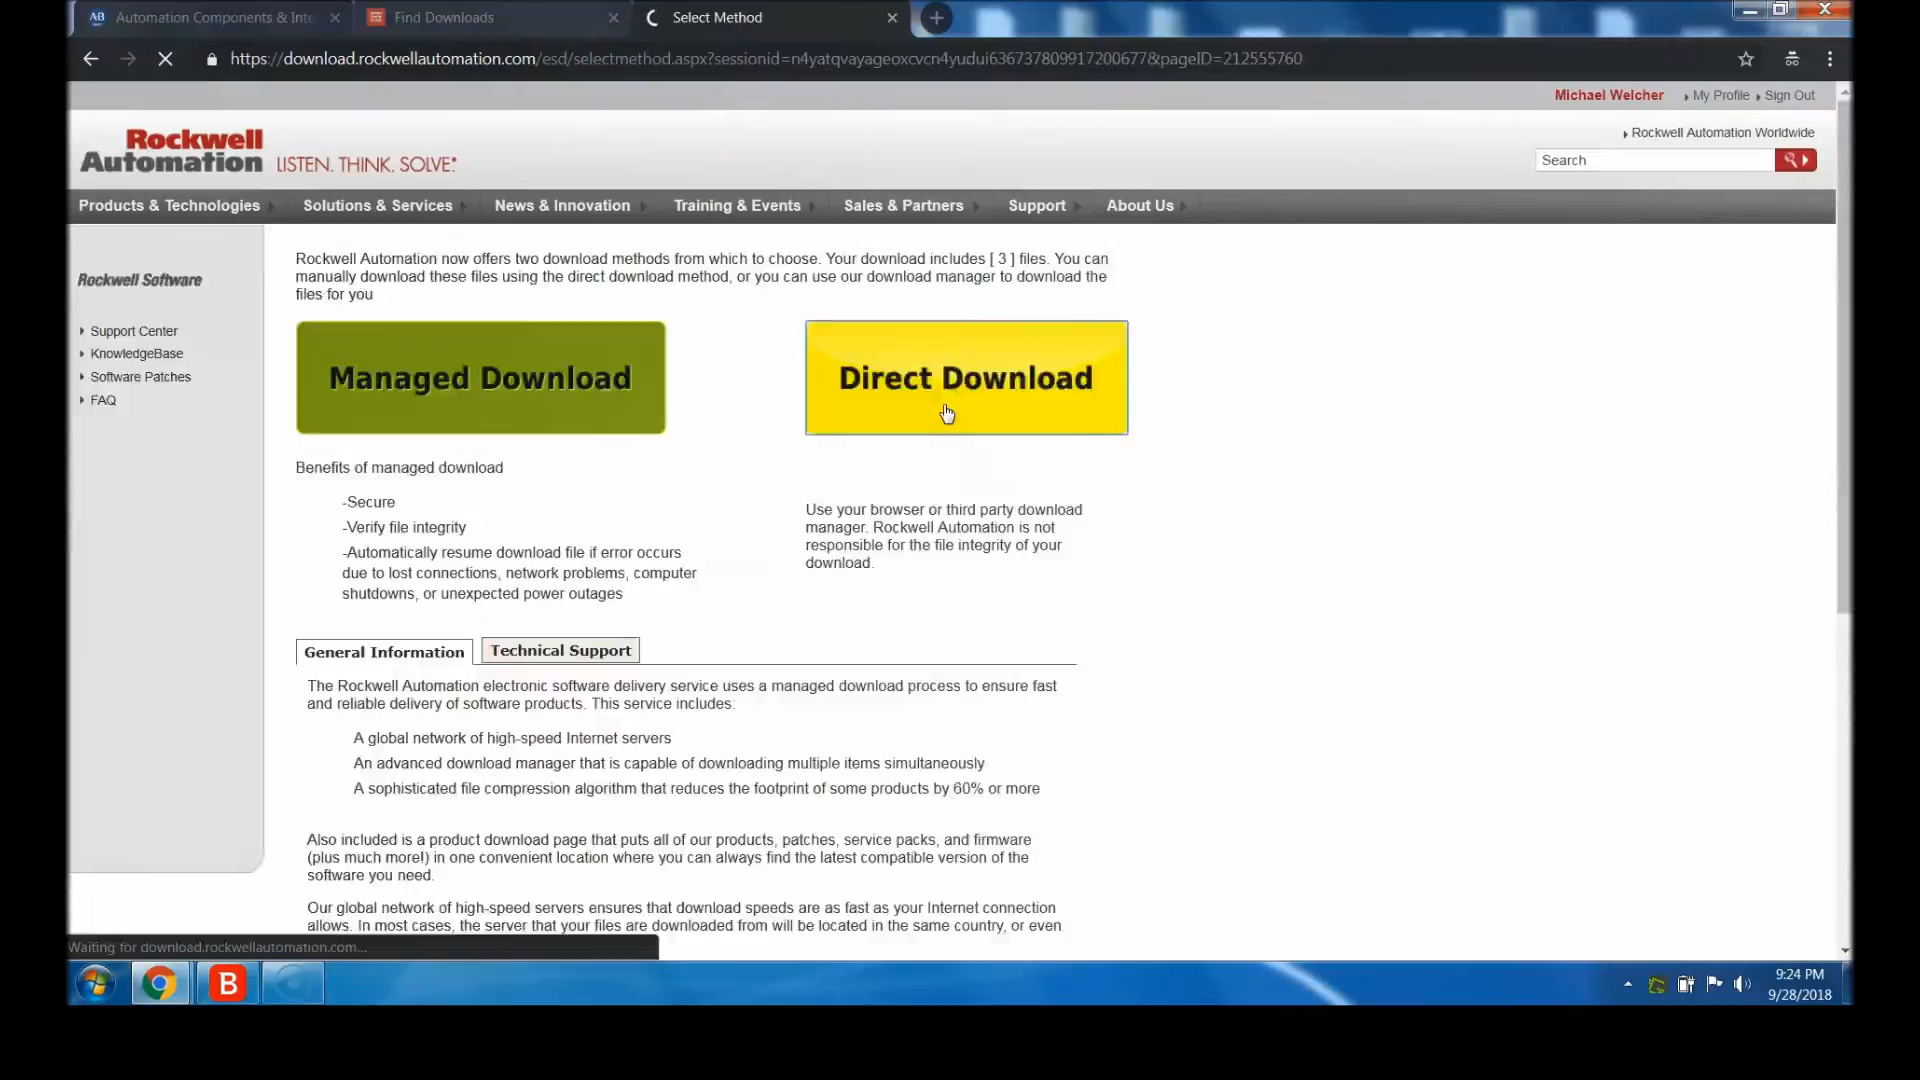 Automation Components & Inte
Find Downloads
Select Method
https://download.rockwellautomation.com/esd/selectmethod.aspx?sessionid=n4yatqvayageoxcvcn4yudui636737809917200677&pageID=212555760
Michael Welcher
My Profile
Sign Out
Rockwell Automation
LISTEN. THINK. SOLVE.®
Rockwell Automation Worldwide
Search
Products & Technologies
Solutions & Services
News & Innovation
Training & Events
Sales & Partners
Support
About Us
Rockwell Software
Support Center
KnowledgeBase
Software Patches
FAQ
Rockwell Automation now offers two download methods from which to choose. Your download includes [ 3 ] files. You can
manually download these files using the direct download method, or you can use our download manager to download the
files for you
Managed Download
Direct Download
Benefits of managed download
-Secure
-Verify file integrity
-Automatically resume download file if error occurs
due to lost connections, network problems, computer
shutdowns, or unexpected power outages
Use your browser or third party download
manager. Rockwell Automation is not
responsible for the file integrity of your
download.
General Information
Technical Support
The Rockwell Automation electronic software delivery service uses a managed download process to ensure fast
and reliable delivery of software products. This service includes:
A global network of high-speed Internet servers
An advanced download manager that is capable of downloading multiple items simultaneously
A sophisticated file compression algorithm that reduces the footprint of some products by 60% or more
Also included is a product download page that puts all of our products, patches, service packs, and firmware
(plus much more!) in one convenient location where you can always find the latest compatible version of the
software you need.
Our global network of high-speed servers ensures that download speeds are as fast as your Internet connection
allows. In most cases, the server that your files are downloaded from will be located in the same country, or even
Waiting for download.rockwellautomation.com...
AB
B
9:24 PM
9/28/2018